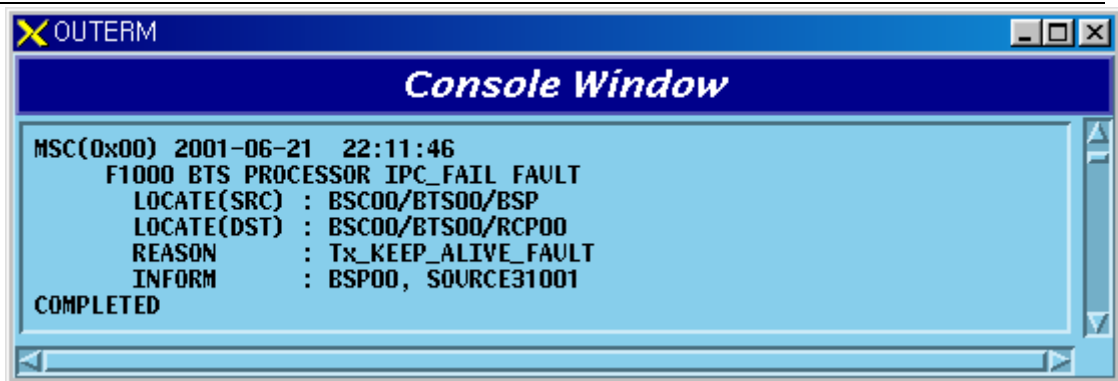 OUTERM
Console Window
MSC(0x00) 2001-06-21 22:11:46
F1000 BTS PROCESSOR IPC_FAIL FAULT
LOCATE(SRC) : BSC00/BTS00/BSP
LOCATE(DST) : BSC00/BTS00/RCP00
REASON : Tx_KEEP_ALIVE_FAULT
INFORM : BSP00, SOURCE31001
COMPLETED